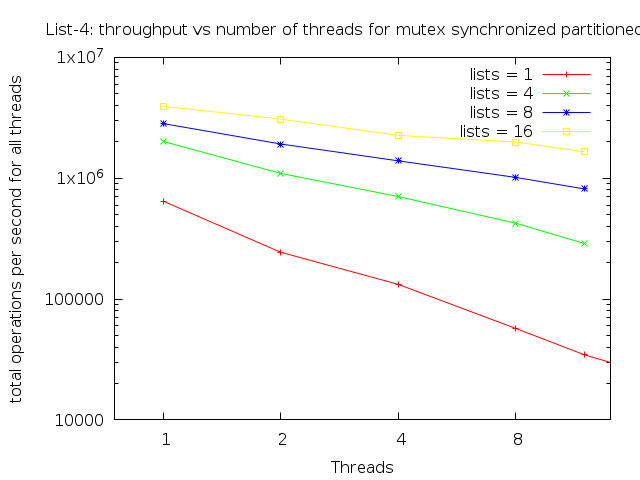 List-4: throughput vs number of threads for mutex synchronized partitioned
1x10^7
lists = 1
lists = 4
lists = 8
lists = 16
1x10^6
100000
10000
total operations per second for all threads
1 2 4 8
Threads